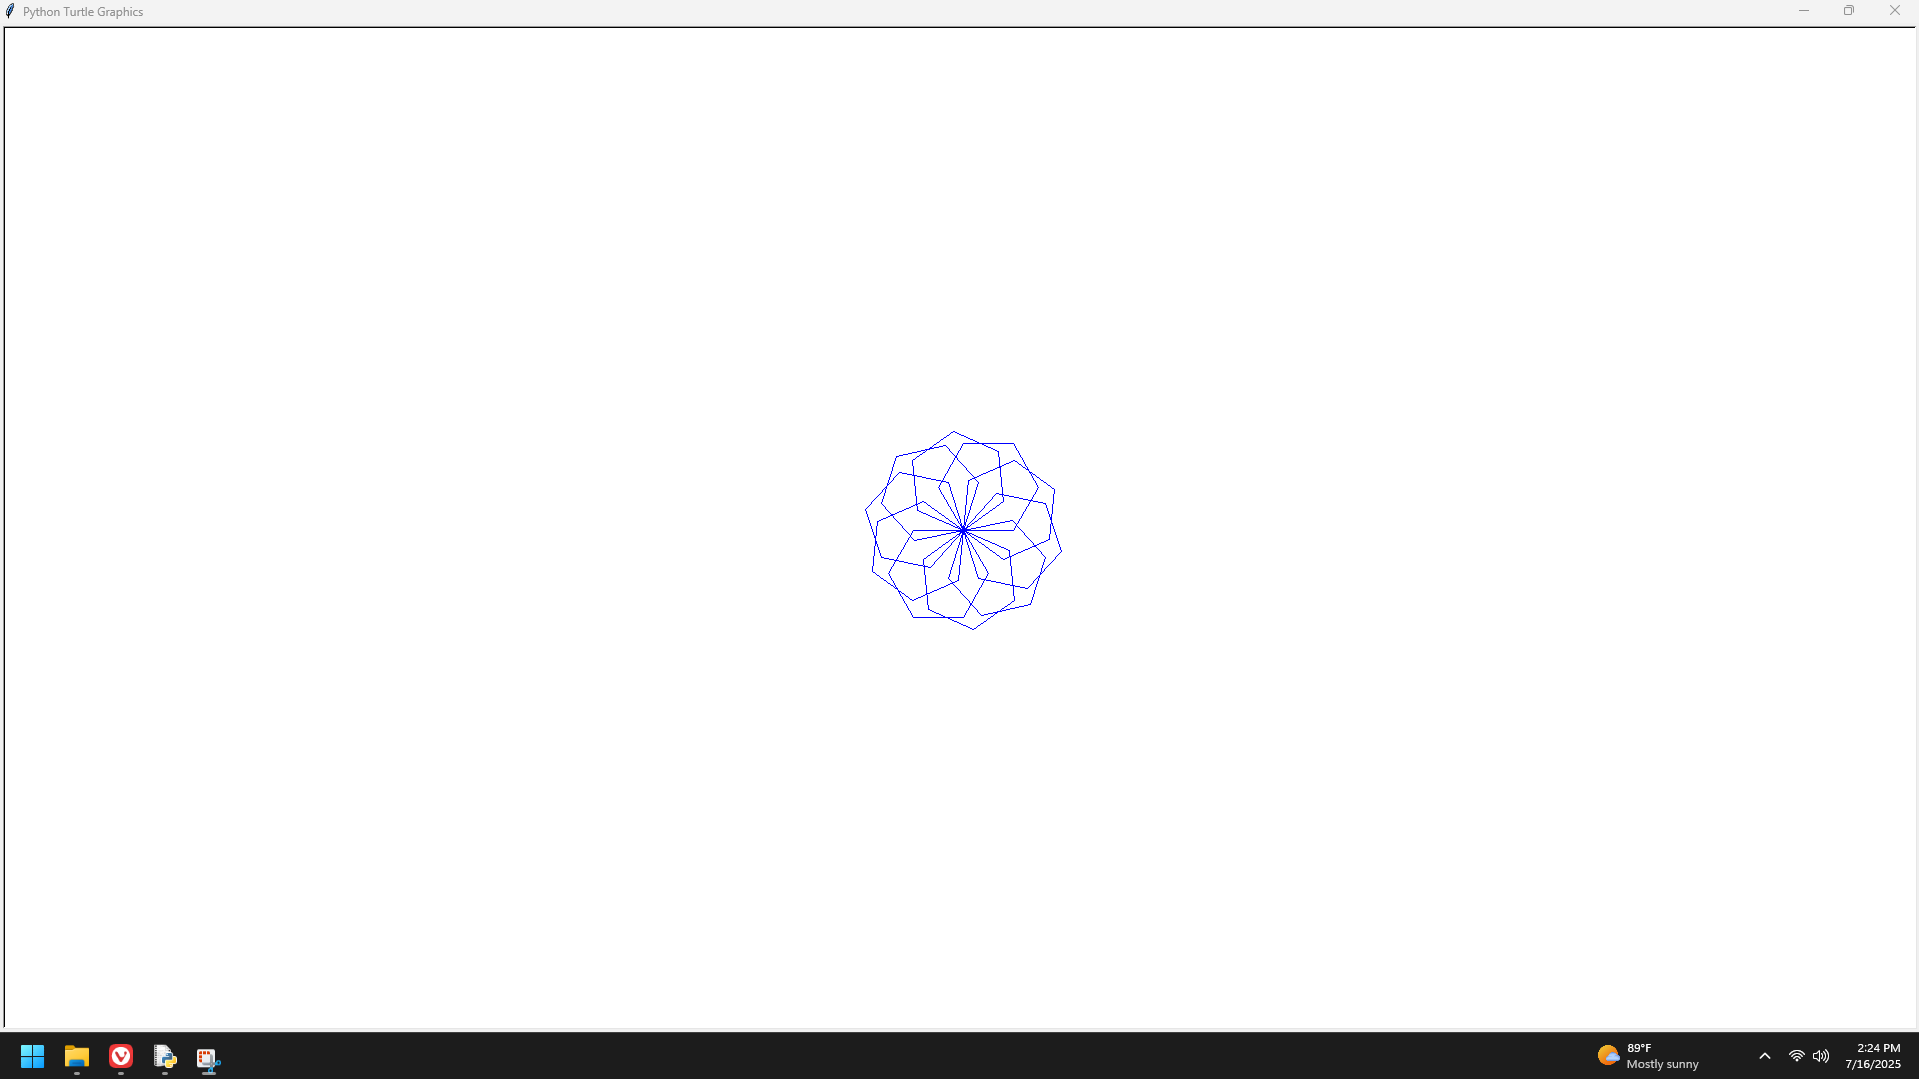 Python Turtle Graphics
89°F
Mostly sunny
2:24 PM
7/16/2025